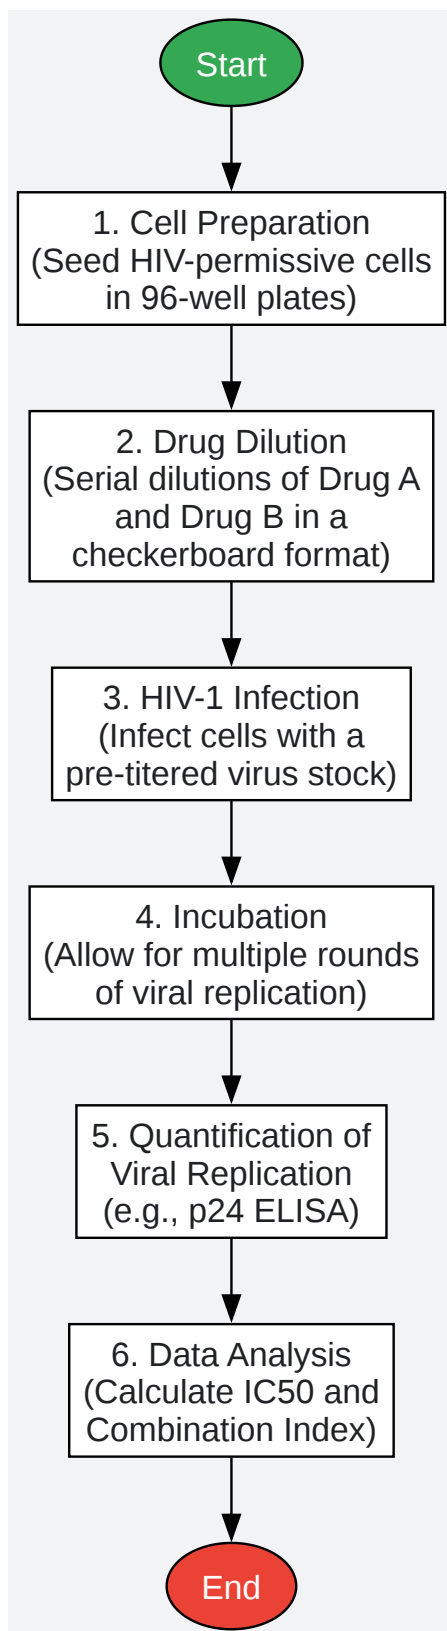 Start
1. Cell Preparation
(Seed HIV-permissive cells
in 96-well plates)
2. Drug Dilution
(Serial dilutions of Drug A
and Drug B in a
checkerboard format)
3. HIV-1 Infection
(Infect cells with a
pre-titered virus stock)
4. Incubation
(Allow for multiple rounds
of viral replication)
5. Quantification of
Viral Replication
(e.g., p24 ELISA)
6. Data Analysis
(Calculate IC50 and
Combination Index)
End